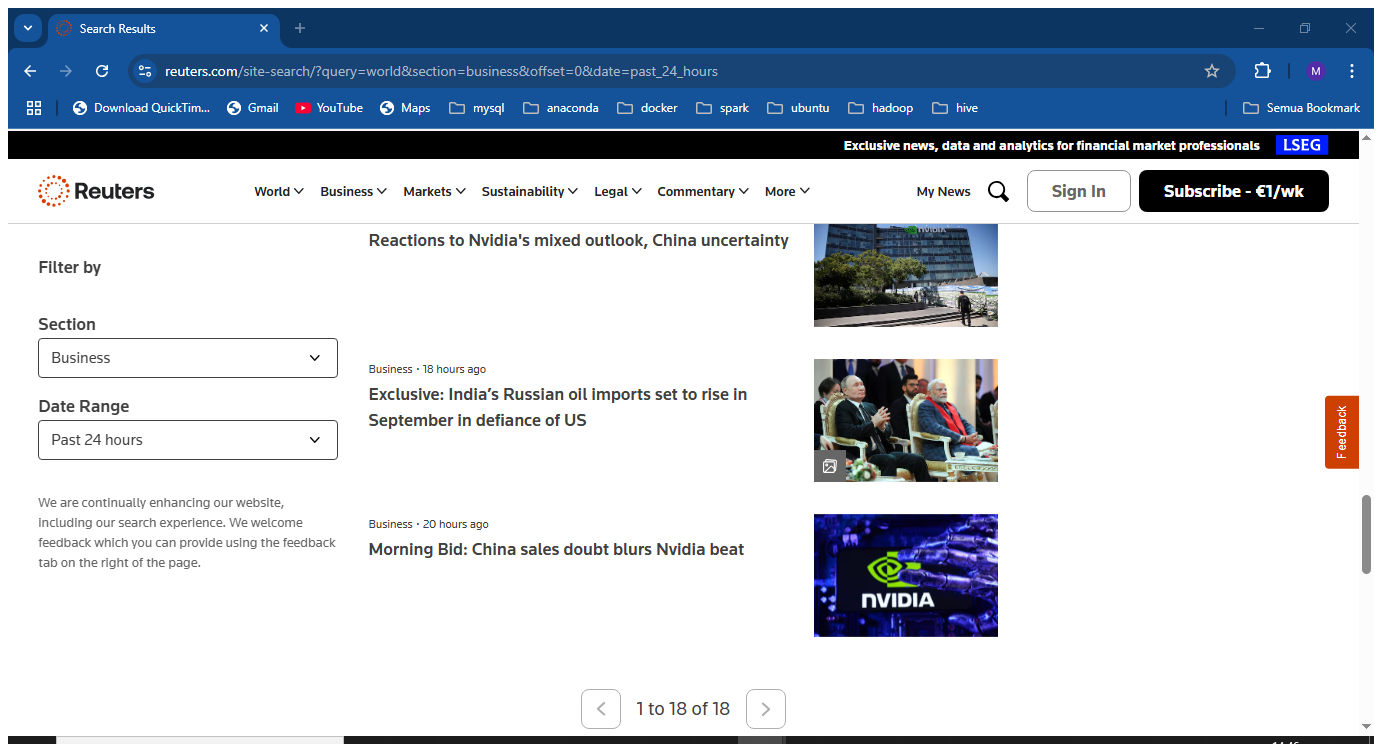 Search Results
reuters.com/site-search/?query=world&section=business&offset=0&date=past_24_hours
M
Download QuickTim...
Gmail
YouTube
Maps
mysql
anaconda
docker
spark
ubuntu
hadoop
hive
Semua Bookmark
Exclusive news, data and analytics for financial market professionals
LSEG
Reuters
World
Business
Markets
Sustainability
Legal
Commentary
More
My News
Sign In
Subscribe - €1/wk
Filter by
Section
Business
Date Range
Past 24 hours
We are continually enhancing our website,
including our search experience. We welcome
feedback which you can provide using the feedback
tab on the right of the page.
Reactions to Nvidia's mixed outlook, China uncertainty
NVIDIA
Business · 18 hours ago
Exclusive: India’s Russian oil imports set to rise in
September in defiance of US
Business · 20 hours ago
Morning Bid: China sales doubt blurs Nvidia beat
NVIDIA
Feedback
1 to 18 of 18